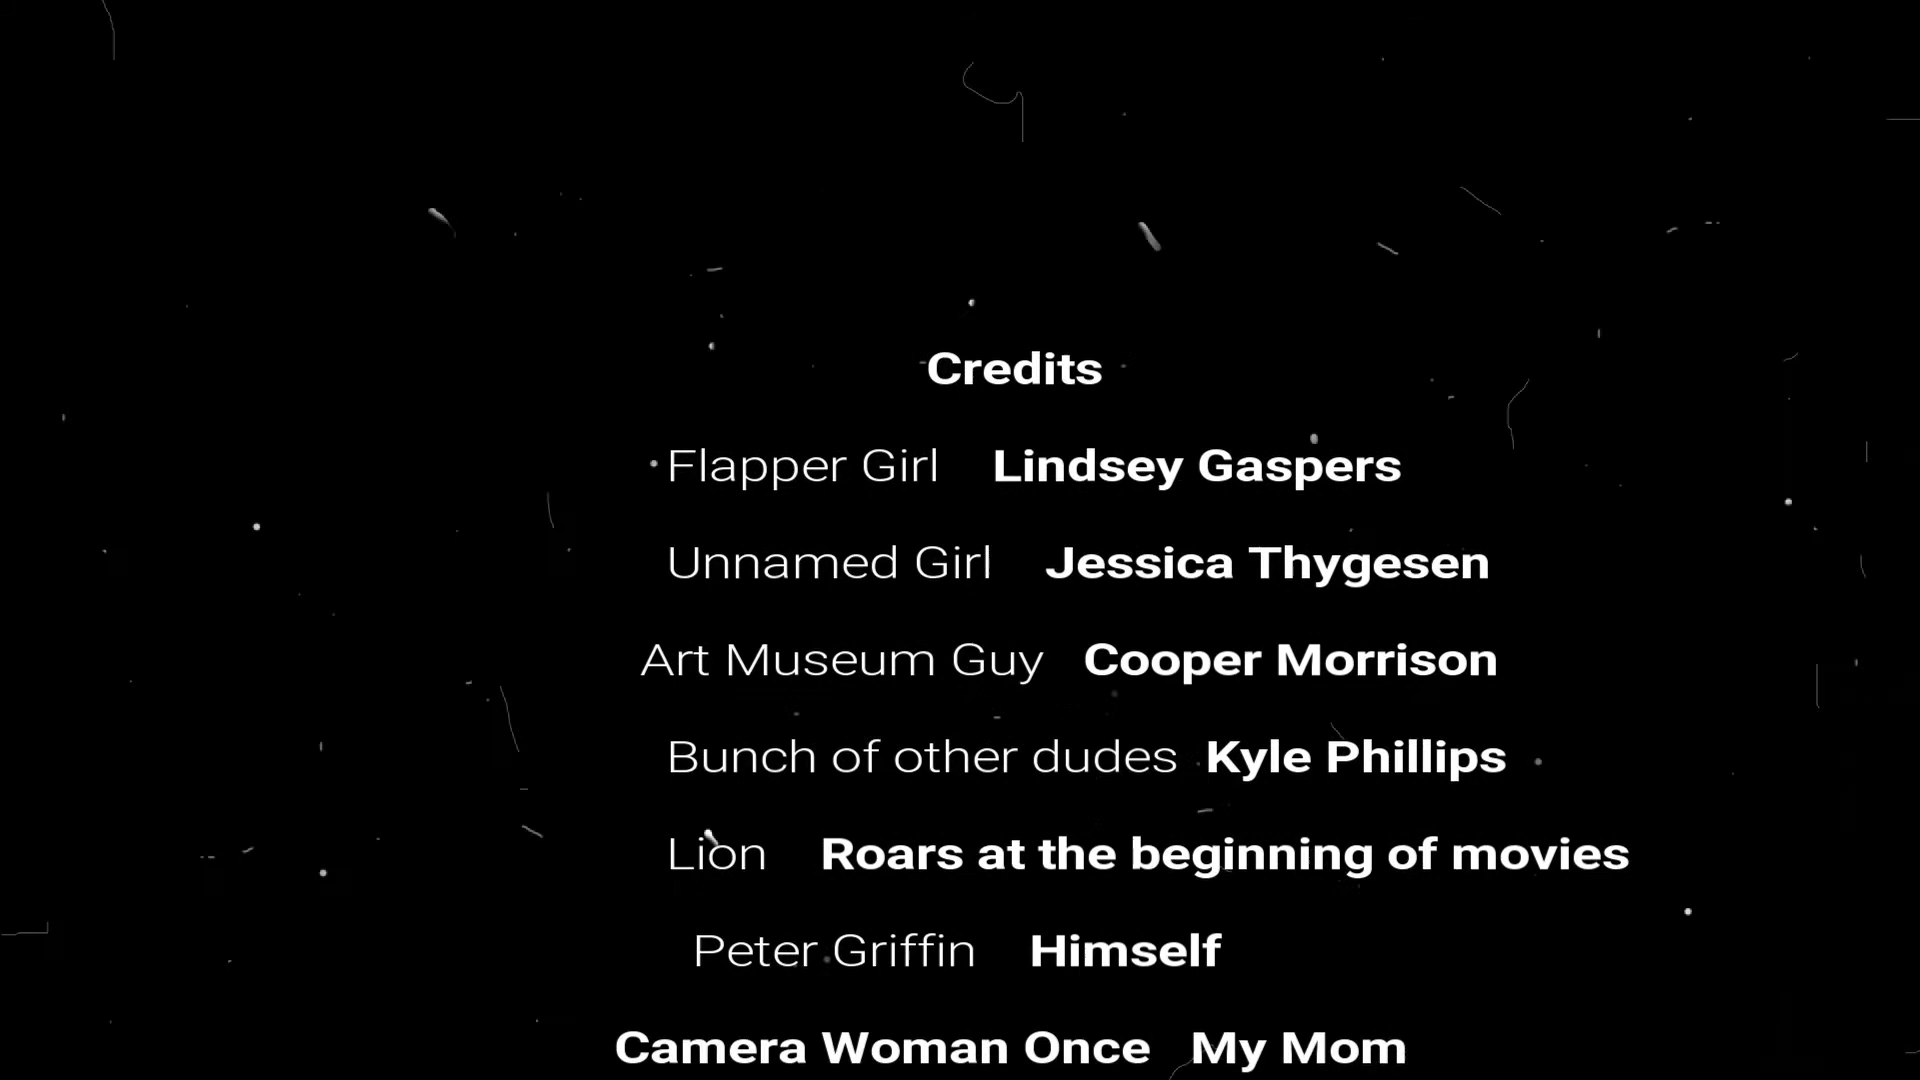 Credits
Flapper Girl Lindsey Gaspers
Unnamed Girl Jessica Thygesen
Art Museum Guy Cooper Morrison
Bunch of other dudes Kyle Phillips
Lion Roars at the beginning of movies
Peter Griffin Himself
Camera Woman Once My Mom